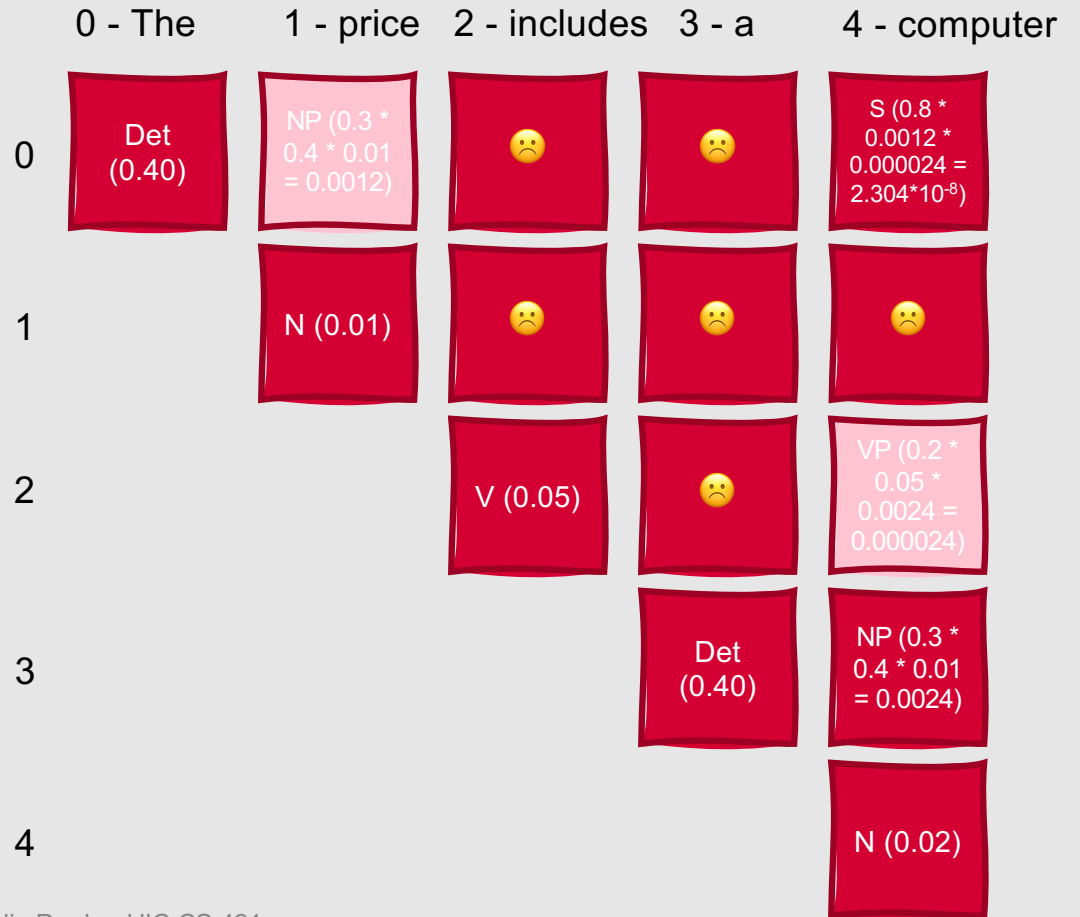 0 - The 1 - price 2 - includes 3 - a 4 - computer
0
Det
(0.40)
NP (0.3 *
0.4 * 0.01
= 0.0012)
S (0.8 *
0.0012 *
0.000024 =
2.304*10⁻⁸)
1
N (0.01)
2
V (0.05)
VP (0.2 *
0.05 *
0.0024 =
0.000024)
3
Det
(0.40)
NP (0.3 *
0.4 * 0.01
= 0.0024)
4
N (0.02)